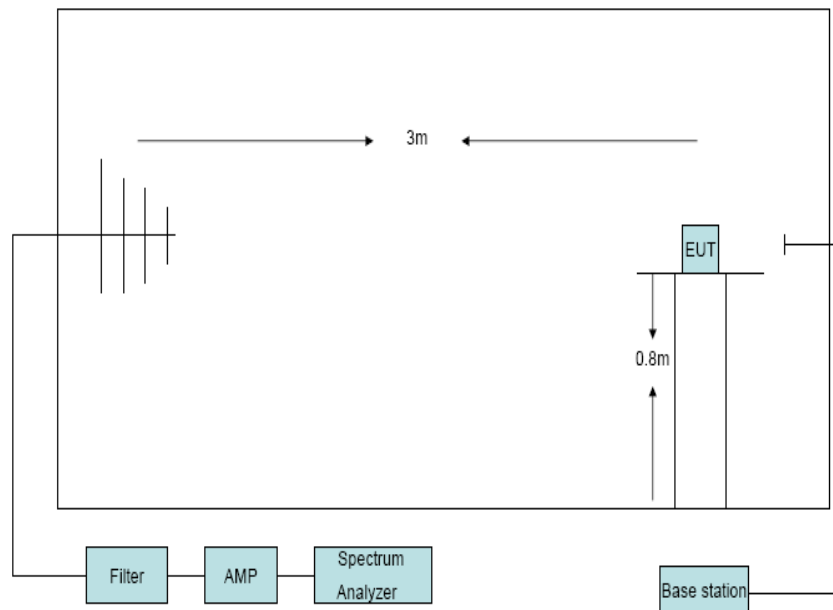 3m
EUT
0.8m
Filter
AMP
Spectrum
Analyzer
Base station